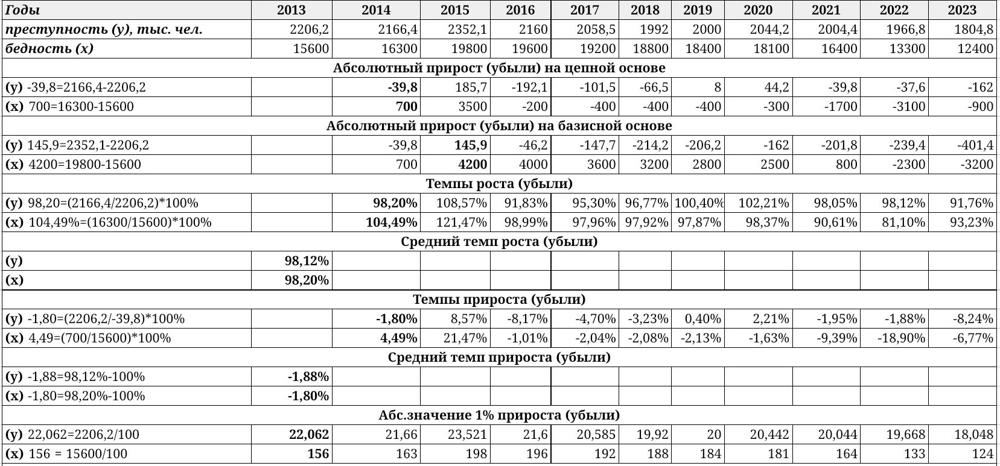 Годы 2013 2014 2015 2016 2017 2018 2019 2020 2021 2022 2023
преступность (y), тыс. чел. 2206,2 2166,4 2352,1 2160 2058,5 1992 2000 2044,2 2004,4 1966,8 1804,8
бедность (x) 15600 16300 19800 19600 19200 18800 18400 18100 16400 13300 12400
Абсолютный прирост (убыли) на цепной основе
(y) -39,8=2166,4-2206,2 -39,8 185,7 -192,1 -101,5 -66,5 8 44,2 -39,8 -37,6 -162
(x) 700=16300-15600 700 3500 -200 -400 -400 -400 -300 -1700 -3100 -900
Абсолютный прирост (убыли) на базисной основе
(y) 145,9=2352,1-2206,2 -39,8 145,9 -46,2 -147,7 -214,2 -206,2 -162 -201,8 -239,4 -401,4
(x) 4200=19800-15600 700 4200 4000 3600 3200 2800 2500 800 -2300 -3200
Темпы роста (убыли)
(y) 98,20=(2166,4/2206,2)*100% 98,20% 108,57% 91,83% 95,30% 96,77% 100,40% 102,21% 98,05% 98,12% 91,76%
(x) 104,49%=(16300/15600)*100% 104,49% 121,47% 98,99% 97,96% 97,92% 97,87% 98,37% 90,61% 81,10% 93,23%
Средний темп роста (убыли)
(y) 98,12%
(x) 98,20%
Темпы прироста (убыли)
(y) -1,80=(2206,2/-39,8)*100% -1,80% 8,57% -8,17% -4,70% -3,23% 0,40% 2,21% -1,95% -1,88% -8,24%
(x) 4,49=(700/15600)*100% 4,49% 21,47% -1,01% -2,04% -2,08% -2,13% -1,63% -9,39% -18,90% -6,77%
Средний темп прироста (убыли)
(y) -1,88=98,12%-100% -1,88%
(x) -1,80=98,20%-100% -1,80%
Абс.значение 1% прироста (убыли)
(y) 22,062=2206,2/100 22,062 21,66 23,521 21,6 20,585 19,92 20 20,442 20,044 19,668 18,048
(x) 156 = 15600/100 156 163 198 196 192 188 184 181 164 133 124